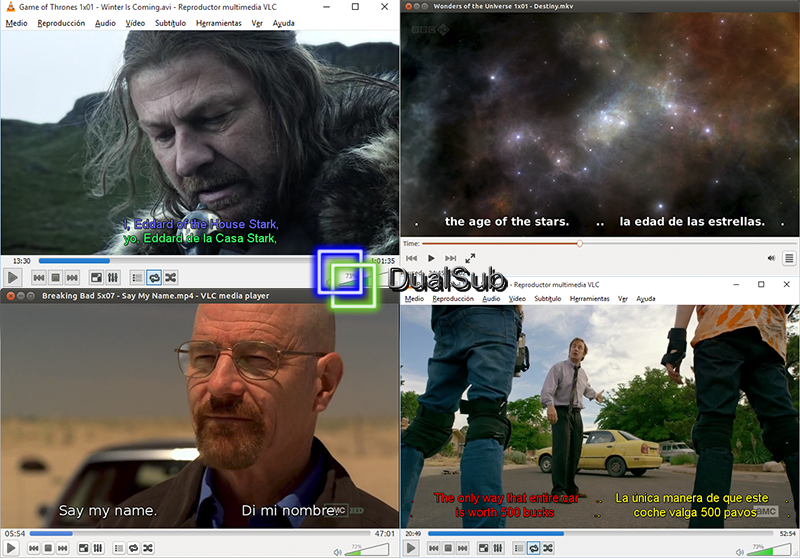 Game of Thrones 1x01 - Winter Is Coming.avi - Reproductor multimedia VLC
Medio Reproducción Audio Video Subtítulo Herramientas Ver Ayuda
I, Eddard of the House Stark,
yo, Eddard de la Casa Stark,
13:30
1:01:35
Wonders of the Universe 1x01 - Destiny.mkv
BBC
. the age of the stars. .. la edad de las estrellas. .
Time:
DualSub
Breaking Bad 5x07 - Say My Name.mp4 - VLC media player
Say my name. Di mi nombre.
AMC HD
05:54
47:01
72%
- Reproductor multimedia VLC
Medio Reproducción Audio Video Subtítulo Herramientas Ver Ayuda
The only way that entire car
is worth 500 bucks
La unica manera de que este
coche valga 500 pavos
AMC
20:49
52:54
73%